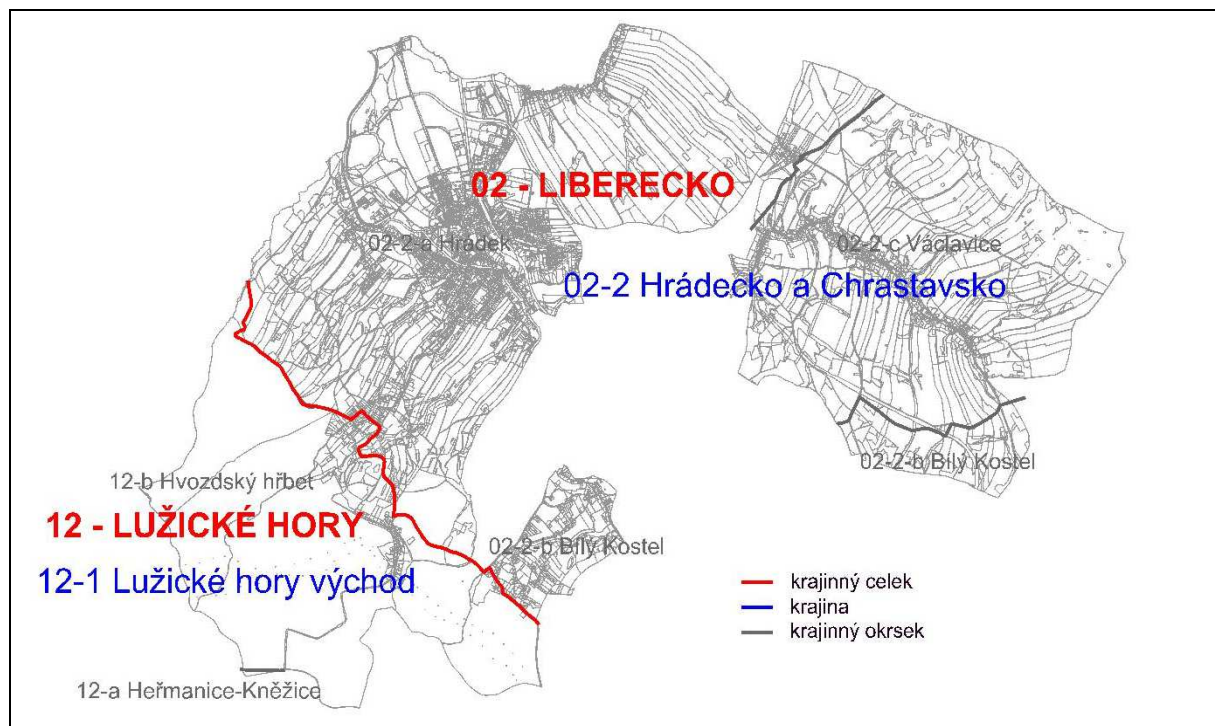 02 - LIBERECKO
02-2-a Hrádek
02-2-c Václavice
02-2 Hrádecko a Chrastavsko
02-2-b Bílý Kostel
12-b Hvozdský hřbet
12 - LUŽICKÉ HORY
02-2-b Bílý Kostel
12-1 Lužické hory východ
krajinný celek
krajina
krajinný okrsek
12-a Heřmanice-Kněžice